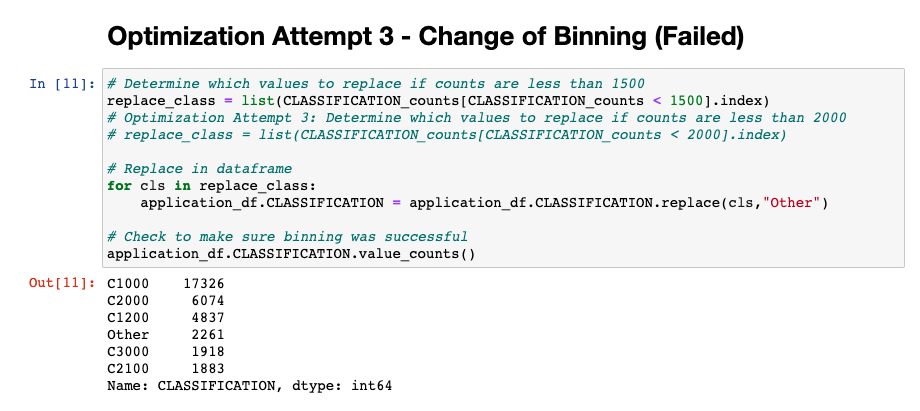 Optimization Attempt 3 - Change of Binning (Failed)
In [11]: # Determine which values to replace if counts are less than 1500
replace_class = list(CLASSIFICATION_counts[CLASSIFICATION_counts < 1500].index)
# Optimization Attempt 3: Determine which values to replace if counts are less than 2000
# replace_class = list(CLASSIFICATION_counts[CLASSIFICATION_counts < 2000].index)
# Replace in dataframe
for cls in replace_class:
    application_df.CLASSIFICATION = application_df.CLASSIFICATION.replace(cls,"Other")
# Check to make sure binning was successful
application_df.CLASSIFICATION.value_counts()
Out[11]: C1000    17326
C2000     6074
C1200     4837
Other     2261
C3000     1918
C2100     1883
Name: CLASSIFICATION, dtype: int64